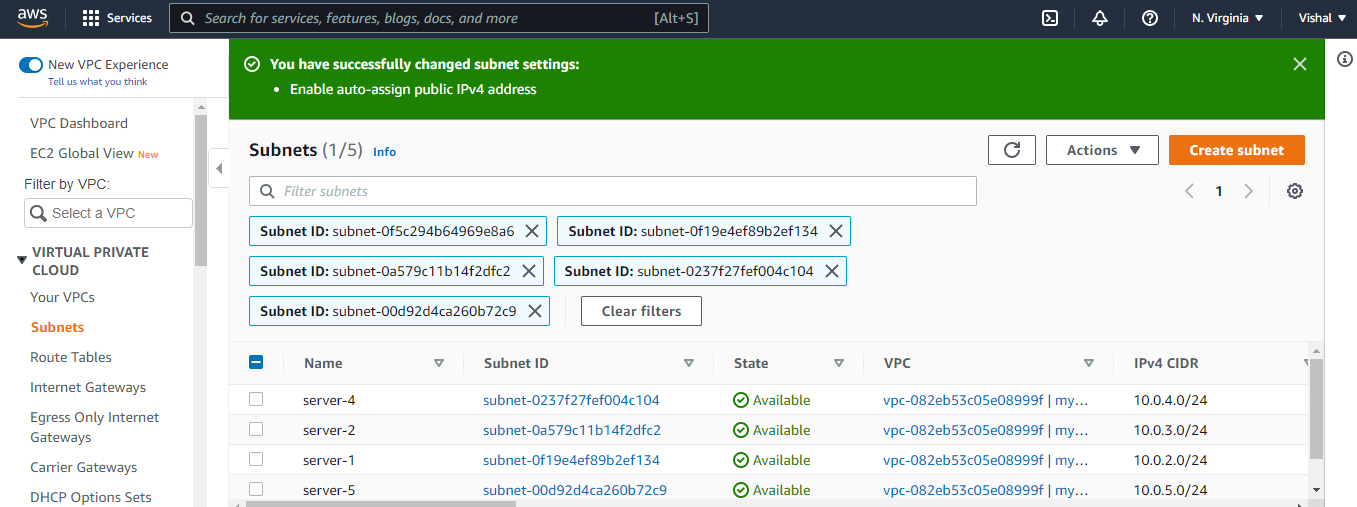 aws Services Search for services, features, blogs, docs, and more [Alt+S] N. Virginia Vishal
New VPC Experience
Tell us what you think
VPC Dashboard
EC2 Global View New
Filter by VPC:
Select a VPC
VIRTUAL PRIVATE
CLOUD
Your VPCs
Subnets
Route Tables
Internet Gateways
Egress Only Internet
Gateways
Carrier Gateways
DHCP Options Sets
You have successfully changed subnet settings:
• Enable auto-assign public IPv4 address
Subnets (1/5) Info Actions Create subnet
Filter subnets 1
Subnet ID: subnet-0f5c294b64969e8a6 Subnet ID: subnet-0f19e4ef89b2ef134
Subnet ID: subnet-0a579c11b14f2dfc2 Subnet ID: subnet-0237f27fef004c104
Subnet ID: subnet-00d92d4ca260b72c9 Clear filters
Name Subnet ID State VPC IPv4 CIDR
server-4 subnet-0237f27fef004c104 Available vpc-082eb53c05e08999f | my… 10.0.4.0/24
server-2 subnet-0a579c11b14f2dfc2 Available vpc-082eb53c05e08999f | my… 10.0.3.0/24
server-1 subnet-0f19e4ef89b2ef134 Available vpc-082eb53c05e08999f | my… 10.0.2.0/24
server-5 subnet-00d92d4ca260b72c9 Available vpc-082eb53c05e08999f | my… 10.0.5.0/24